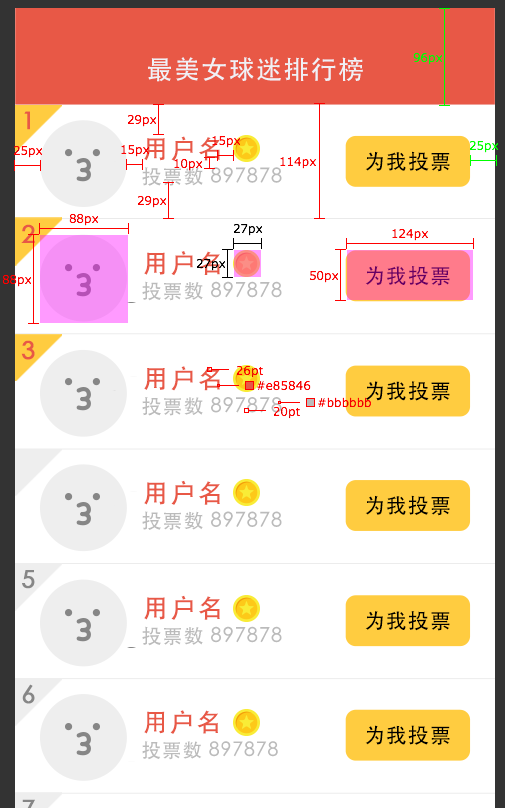 96px
最美女球迷排行榜
1
29px
25px
15px
用户名
15px
10px
投票数 897878
114px
为我投票
25px
29px
88px
27px
124px
2
88px
用户名
27px
投票数 897878
50px
为我投票
3
用户名
26pt
#e85846
投票数 897878
#bbbbbb
20pt
为我投票
用户名
投票数 897878
为我投票
5
用户名
投票数 897878
为我投票
6
用户名
投票数 897878
为我投票
7